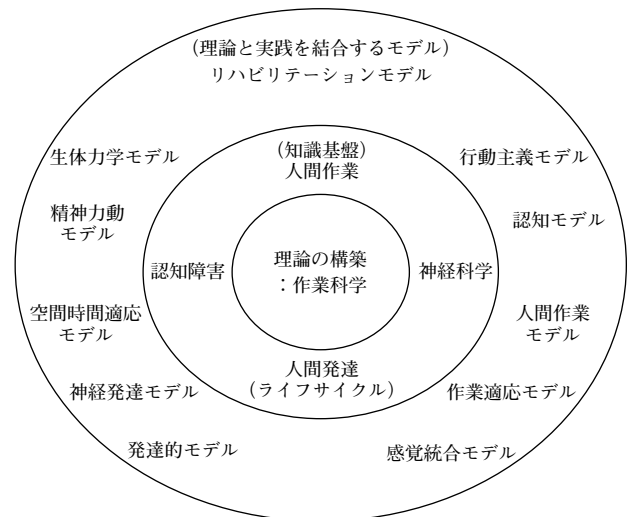 （理論と実践を結合するモデル）
リハビリテーションモデル
生体力学モデル
（知識基盤）
人間作業
行動主義モデル
精神力動
モデル
認知モデル
認知障害
理論の構築
：作業科学
神経科学
空間時間適応
モデル
人間作業
モデル
人間発達
（ライフサイクル）
神経発達モデル
作業適応モデル
発達的モデル
感覚統合モデル